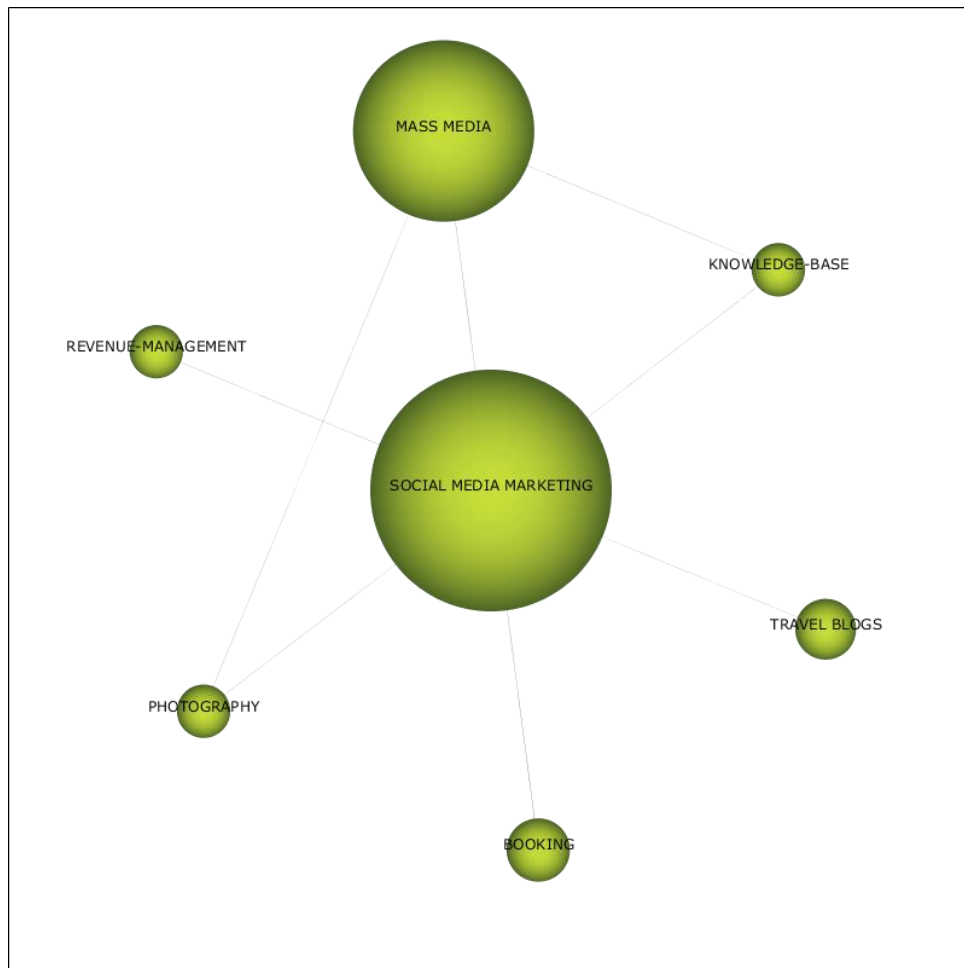 MASS MEDIA
KNOWLEDGE-BASE
REVENUE-MANAGEMENT
SOCIAL MEDIA MARKETING
TRAVEL BLOGS
PHOTOGRAPHY
BOOKING